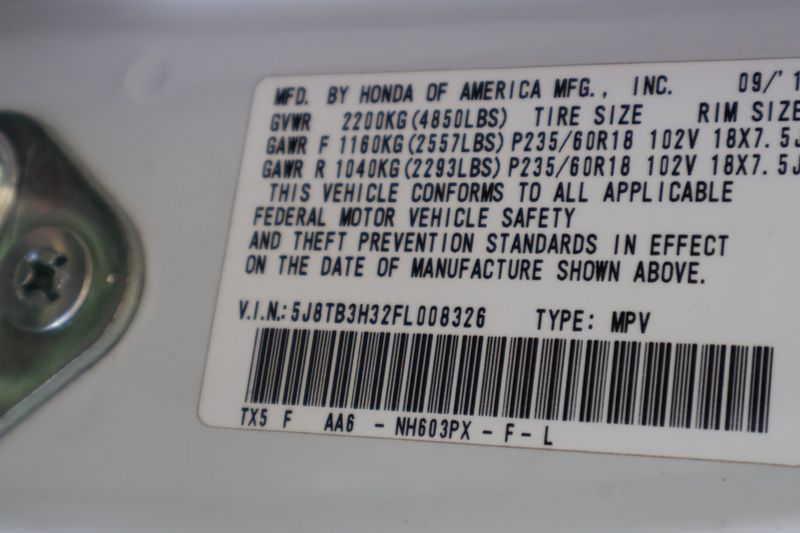 MFD. BY HONDA OF AMERICA MFG., INC. 09/'1
GVWR 2200KG(4850LBS) TIRE SIZE RIM SIZE
GAWR F 1160KG(2557LBS) P235/60R18 102V 18X7.5J
GAWR R 1040KG(2293LBS) P235/60R18 102V 18X7.5J
THIS VEHICLE CONFORMS TO ALL APPLICABLE
FEDERAL MOTOR VEHICLE SAFETY
AND THEFT PREVENTION STANDARDS IN EFFECT
ON THE DATE OF MANUFACTURE SHOWN ABOVE.
V.I.N.: 5J8TB3H32FL008326 TYPE: MPV
TX5 F AA6 - NH603PX - F - L